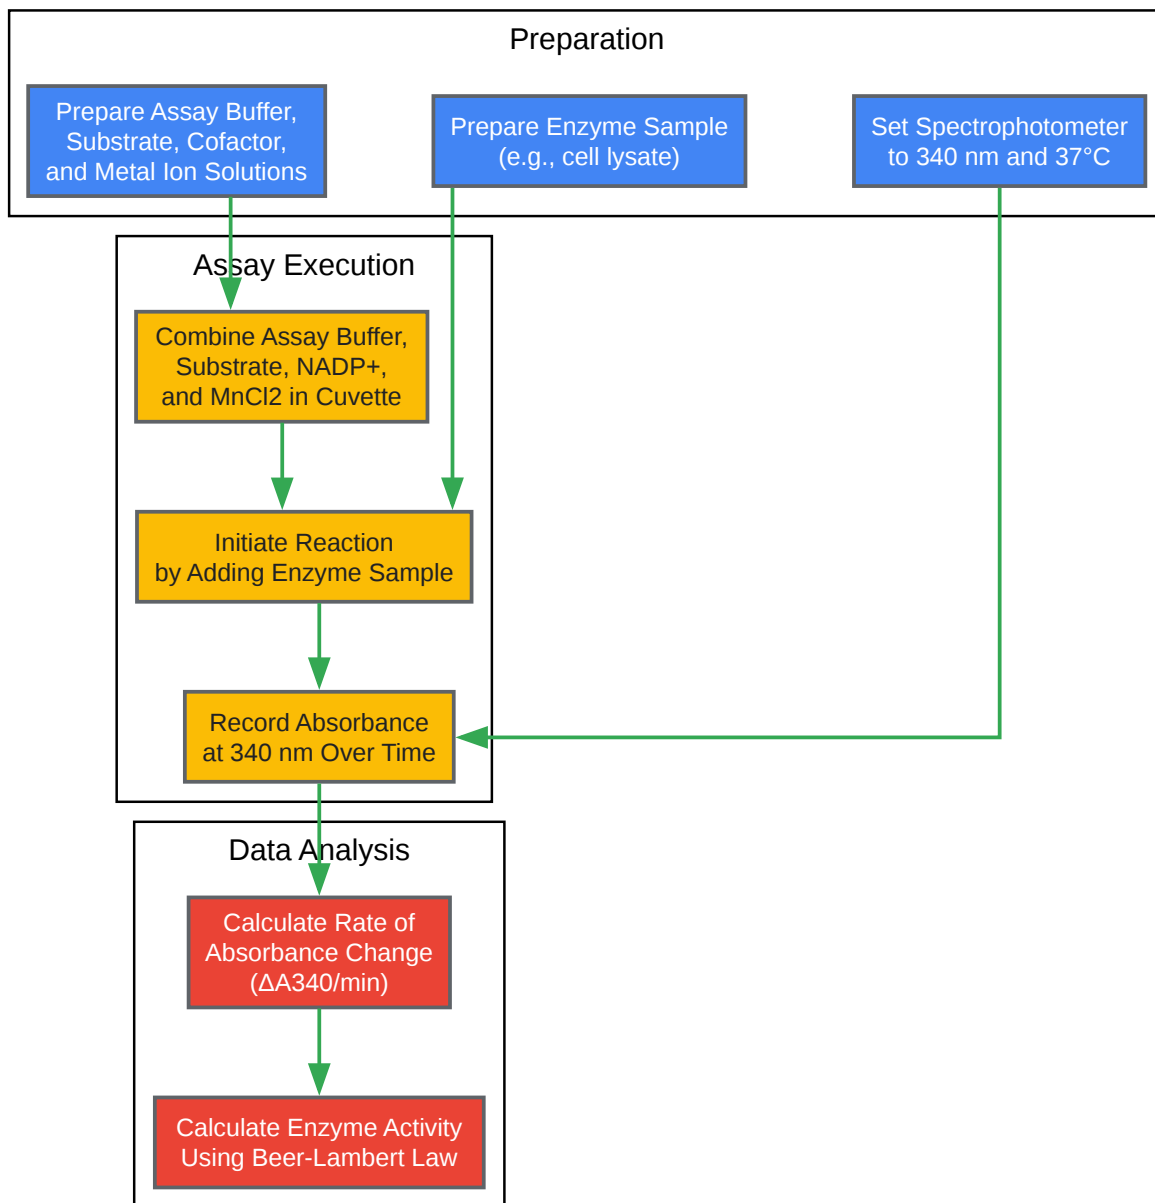 Preparation
Prepare Assay Buffer,
Substrate, Cofactor,
and Metal Ion Solutions
Prepare Enzyme Sample
(e.g., cell lysate)
Set Spectrophotometer
to 340 nm and 37°C
Assay Execution
Combine Assay Buffer,
Substrate, NADP+,
and MnCl2 in Cuvette
Initiate Reaction
by Adding Enzyme Sample
Record Absorbance
at 340 nm Over Time
Data Analysis
Calculate Rate of
Absorbance Change
(ΔA340/min)
Calculate Enzyme Activity
Using Beer-Lambert Law